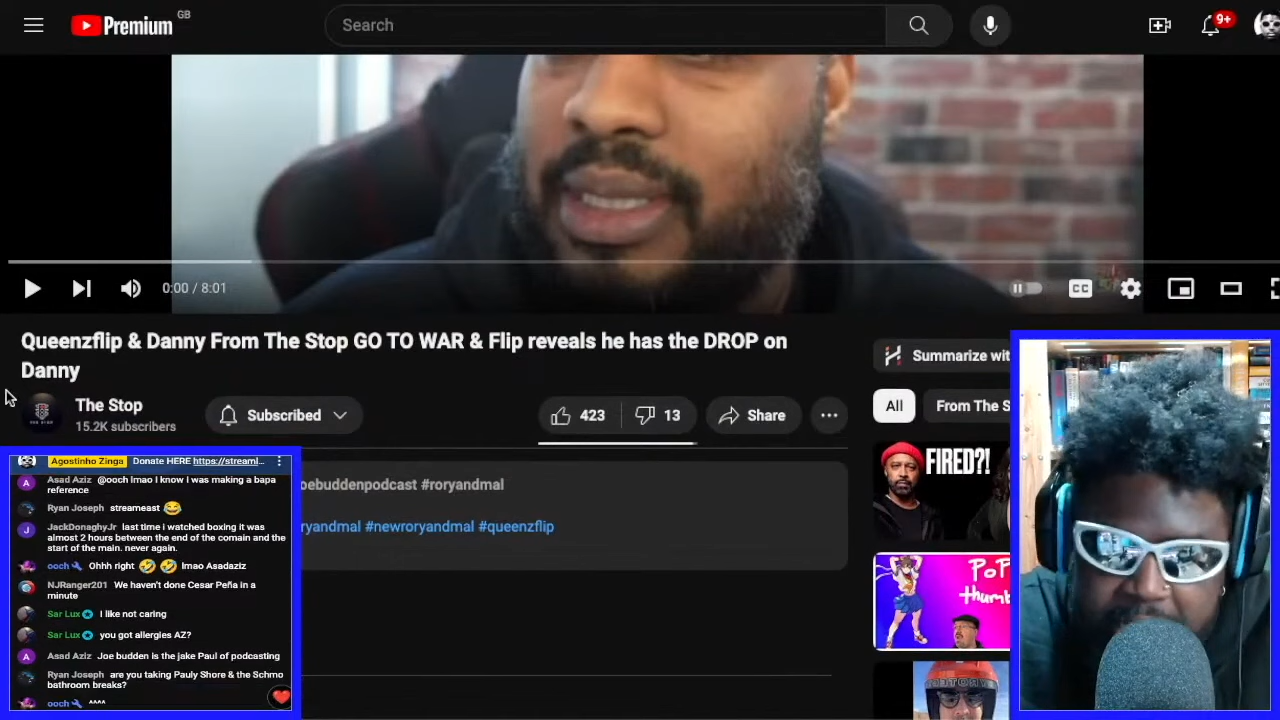 Premium GB
Search
9+
0:00 / 8:01
CC
Queenzflip & Danny From The Stop GO TO WAR & Flip reveals he has the DROP on
Danny
The Stop
15.2K subscribers
Subscribed
423
13
Share
Summarize wit
All
From The S
oebuddenpodcast #roryandmal
ryandmal #newroryandmal #queenzflip
FIRED?!
POP
thumb
Agostinho Zinga Donate HERE https://streaml...
Asad Aziz @ooch lmao I know I was making a bapa
reference
Ryan Joseph streameast 😂
JackDonaghyJr last time i watched boxing it was
almost 2 hours between the end of the comain and the
start of the main. never again.
ooch Ohhh right 🤣 🤣 lmao Asadaziz
NJRanger201 We haven't done Cesar Peña in a
minute
Sar Lux I like not caring
Sar Lux you got allergies AZ?
Asad Aziz Joe budden is the jake Paul of podcasting
Ryan Joseph are you taking Pauly Shore & the Schmo
bathroom breaks?
ooch ^^^^